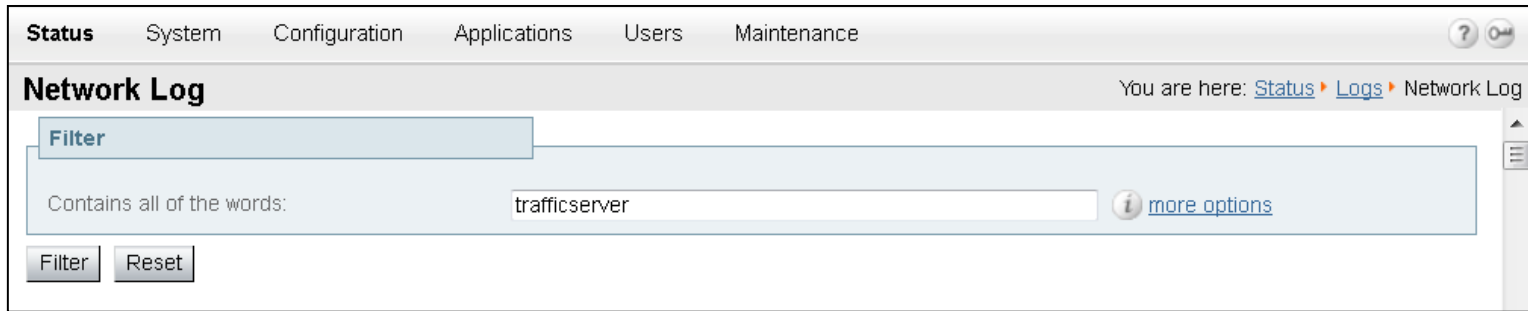 Status System Configuration Applications Users Maintenance ?
Network Log You are here: Status Logs Network Log
Filter
Contains all of the words: trafficserver i more options
Filter Reset